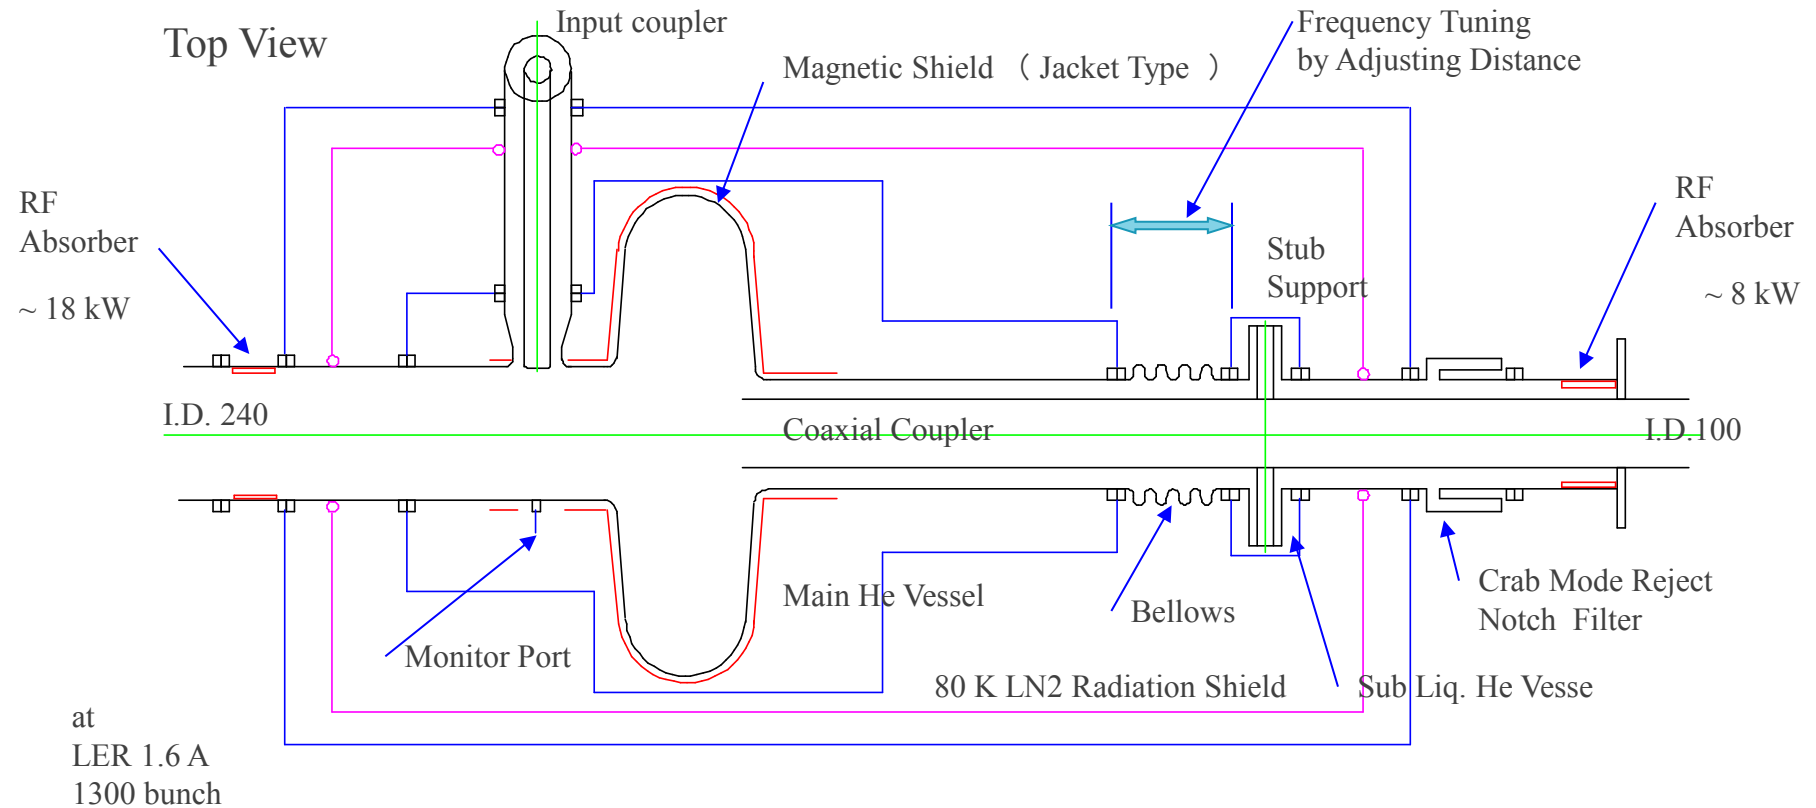 Top View
Input coupler
Magnetic Shield （ Jacket Type ）
Frequency Tuning
by Adjusting Distance
RF
Absorber
~ 18 kW
RF
Absorber
~ 8 kW
Stub
Support
I.D. 240
Coaxial Coupler
I.D.100
Main He Vessel
Bellows
Crab Mode Reject
Notch Filter
Monitor Port
80 K LN2 Radiation Shield
Sub Liq. He Vesse
at
LER 1.6 A
1300 bunch